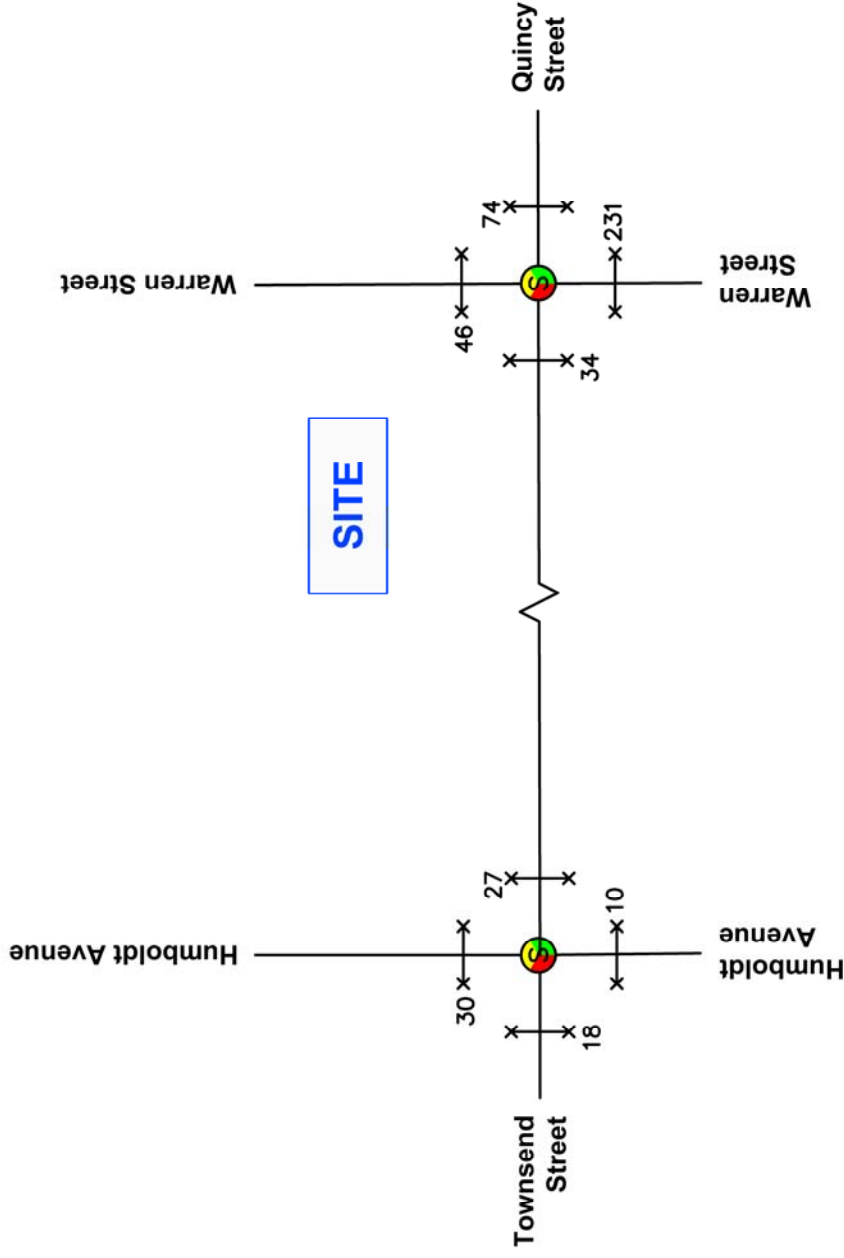 Quincy
Street
Warren Street
74
46
231
Warren
Street
S
34
SITE
27
Humboldt Avenue
30
10
Humboldt
Avenue
S
18
Townsend
Street